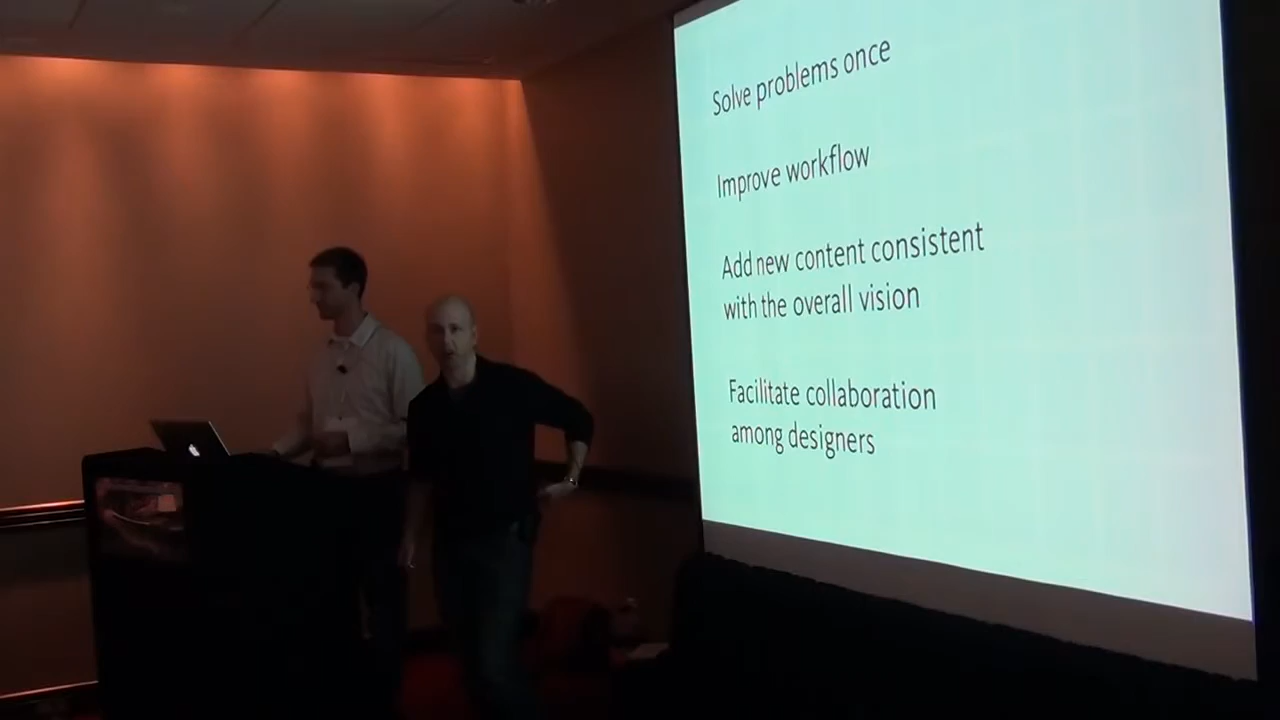 Solve problems once
Improve workflow
Add new content consistent
with the overall vision
Facilitate collaboration
among designers